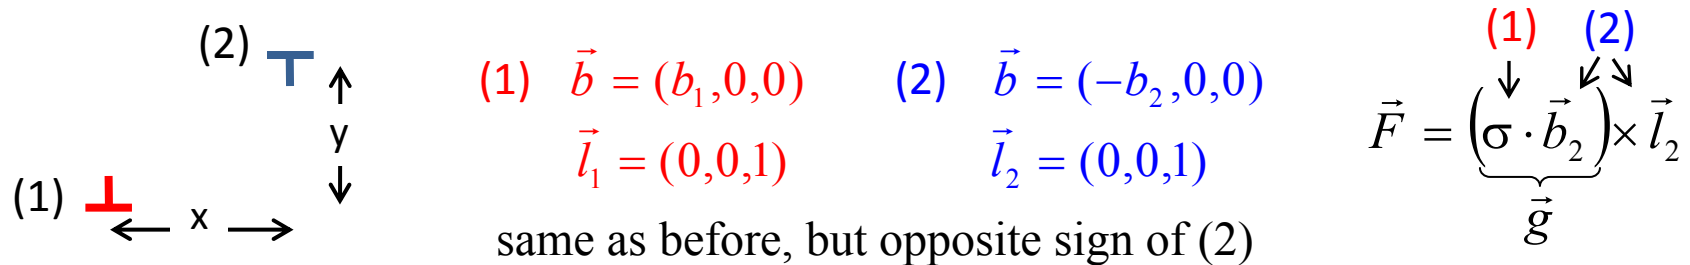 (1) (2)
(2) (1) b⃗ = (b₁,0,0) (2) b⃗ = (−b₂,0,0)
y l⃗₁ = (0,0,1) l⃗₂ = (0,0,1) F⃗ = (σ · b⃗₂) × l⃗₂
(1) x g⃗
same as before, but opposite sign of (2)